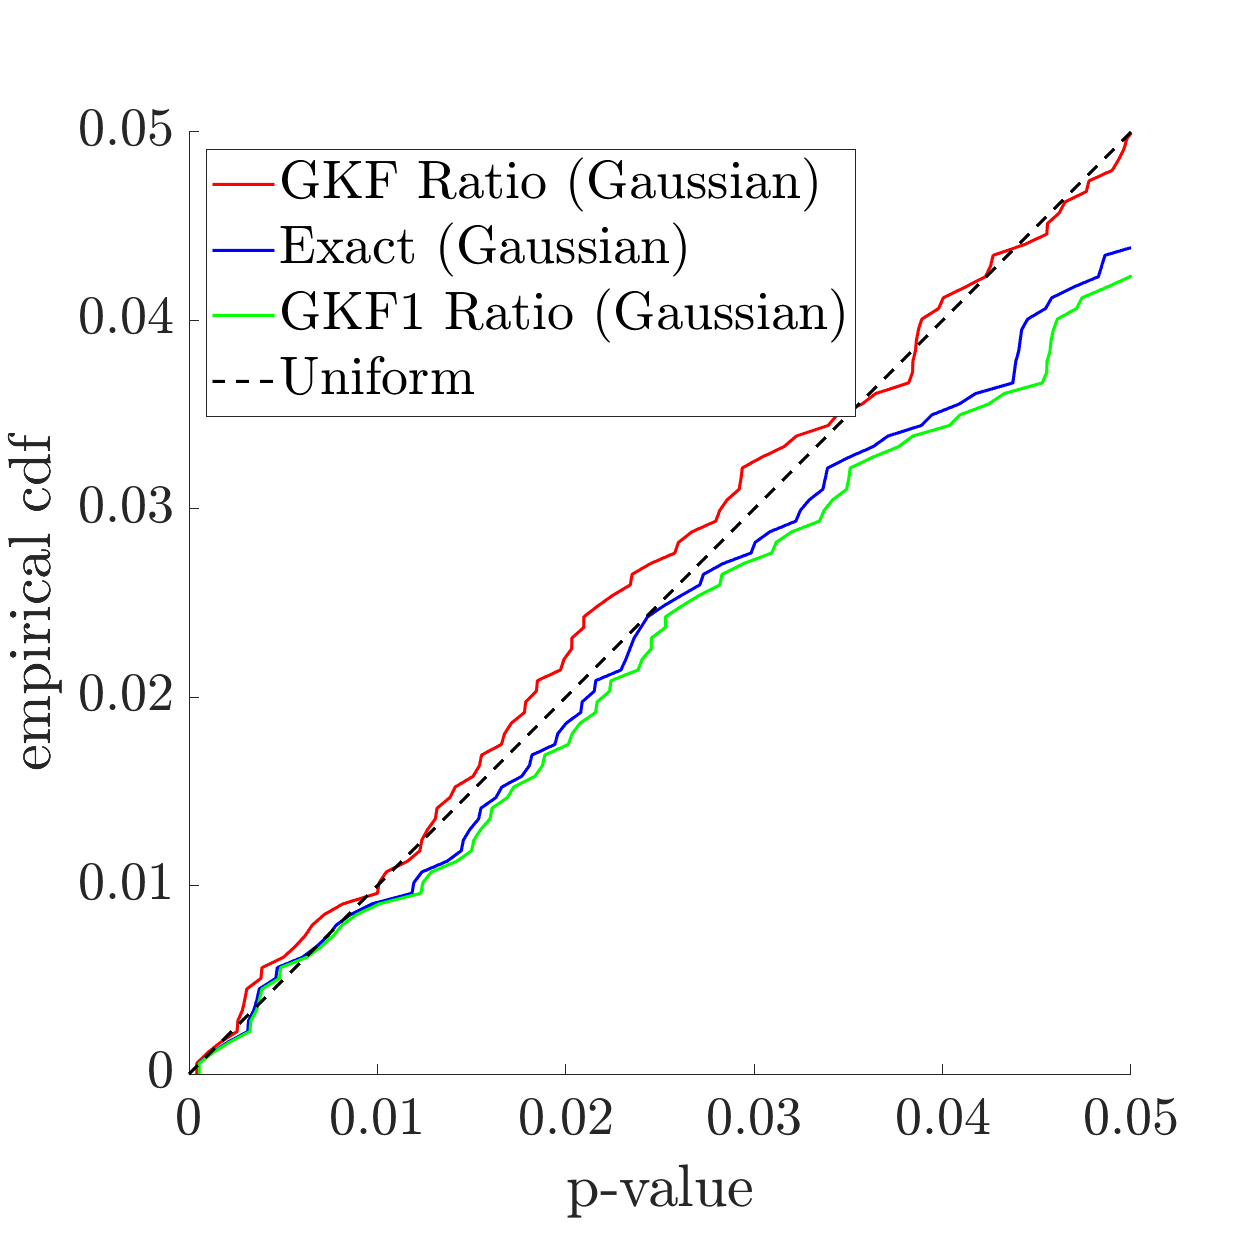 0.05
GKF Ratio (Gaussian)
Exact (Gaussian)
GKF1 Ratio (Gaussian)
Uniform
0.04
0.03
0.02
0.01
0
empirical cdf
0 0.01 0.02 0.03 0.04 0.05
p-value